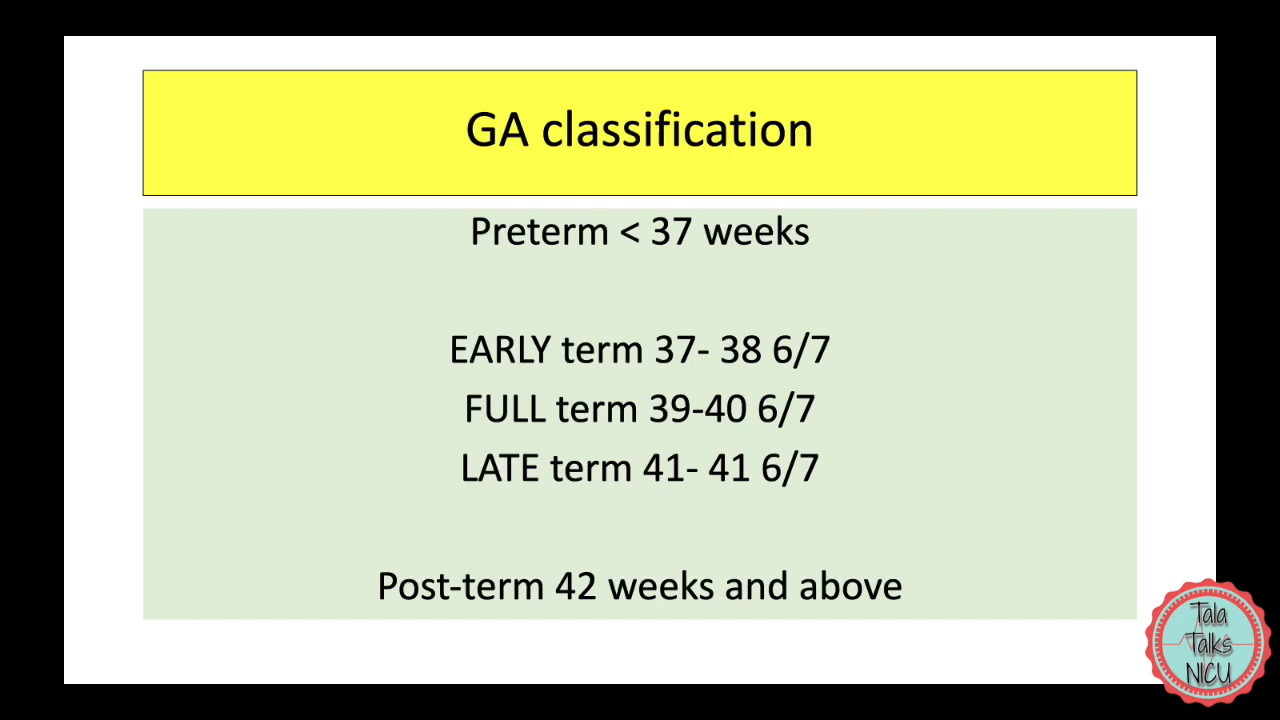 GA classification
Preterm < 37 weeks
EARLY term 37- 38 6/7
FULL term 39-40 6/7
LATE term 41- 41 6/7
Post-term 42 weeks and above
Tala
Talks
NICU